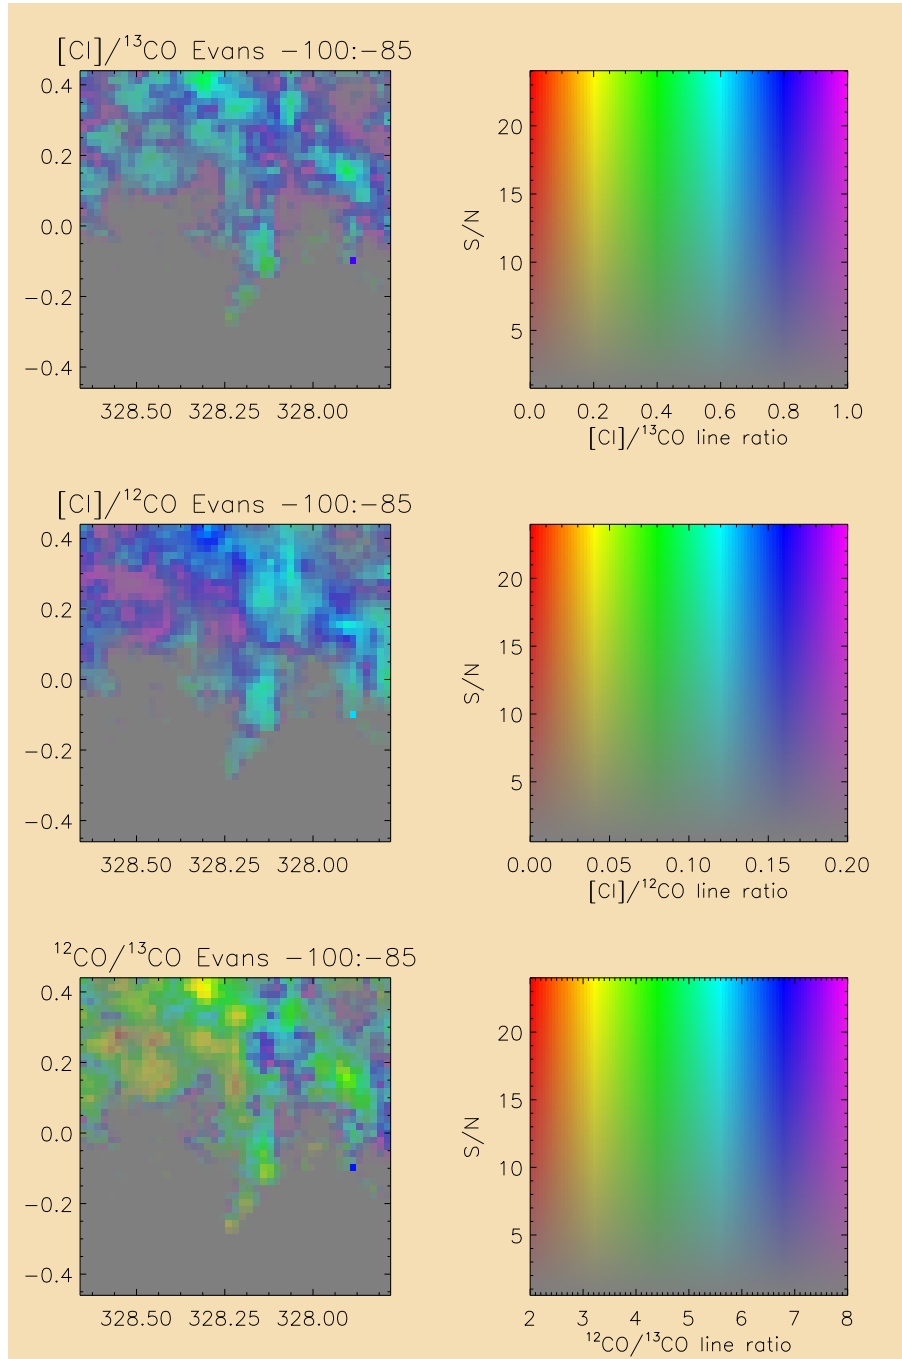 [CI]/¹³CO Evans −100:−85
0.4
0.2
0.0
−0.2
−0.4
328.50 328.25 328.00
S/N
20
15
10
5
0.0 0.2 0.4 0.6 0.8 1.0
[CI]/¹³CO line ratio
[CI]/¹²CO Evans −100:−85
0.4
0.2
0.0
−0.2
−0.4
328.50 328.25 328.00
S/N
20
15
10
5
0.00 0.05 0.10 0.15 0.20
[CI]/¹²CO line ratio
¹²CO/¹³CO Evans −100:−85
0.4
0.2
0.0
−0.2
−0.4
328.50 328.25 328.00
S/N
20
15
10
5
2 3 4 5 6 7 8
¹²CO/¹³CO line ratio